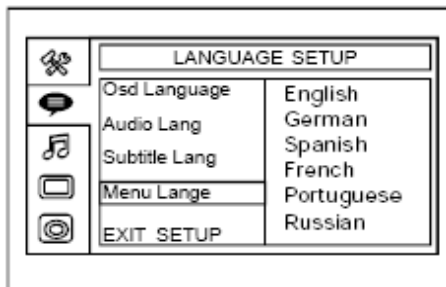 LANGUAGE SETUP
Osd Language
Audio Lang
Subtitle Lang
Menu Lange
EXIT SETUP
English
German
Spanish
French
Portuguese
Russian